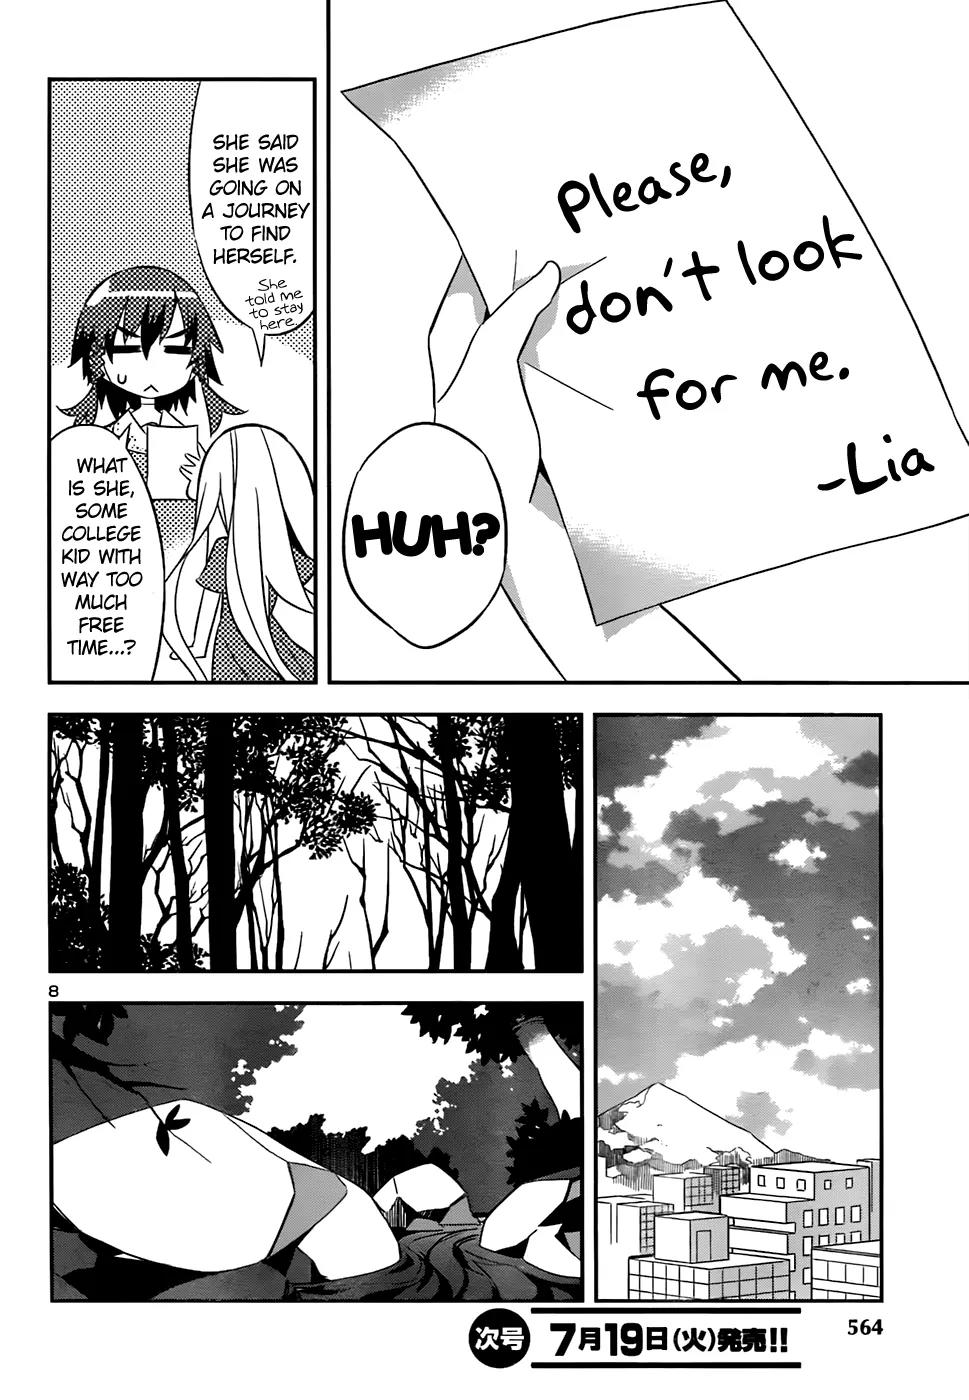 Please,
don't look
for me.
-Lia
HUH?
SHE SAID
SHE WAS
GOING ON
A JOURNEY
TO FIND
HERSELF.
She
told me
to stay
here
WHAT
IS SHE,
SOME
COLLEGE
KID WITH
WAY TOO
MUCH
FREE
TIME...?
8
564
次号 7月19日(火)発売!!